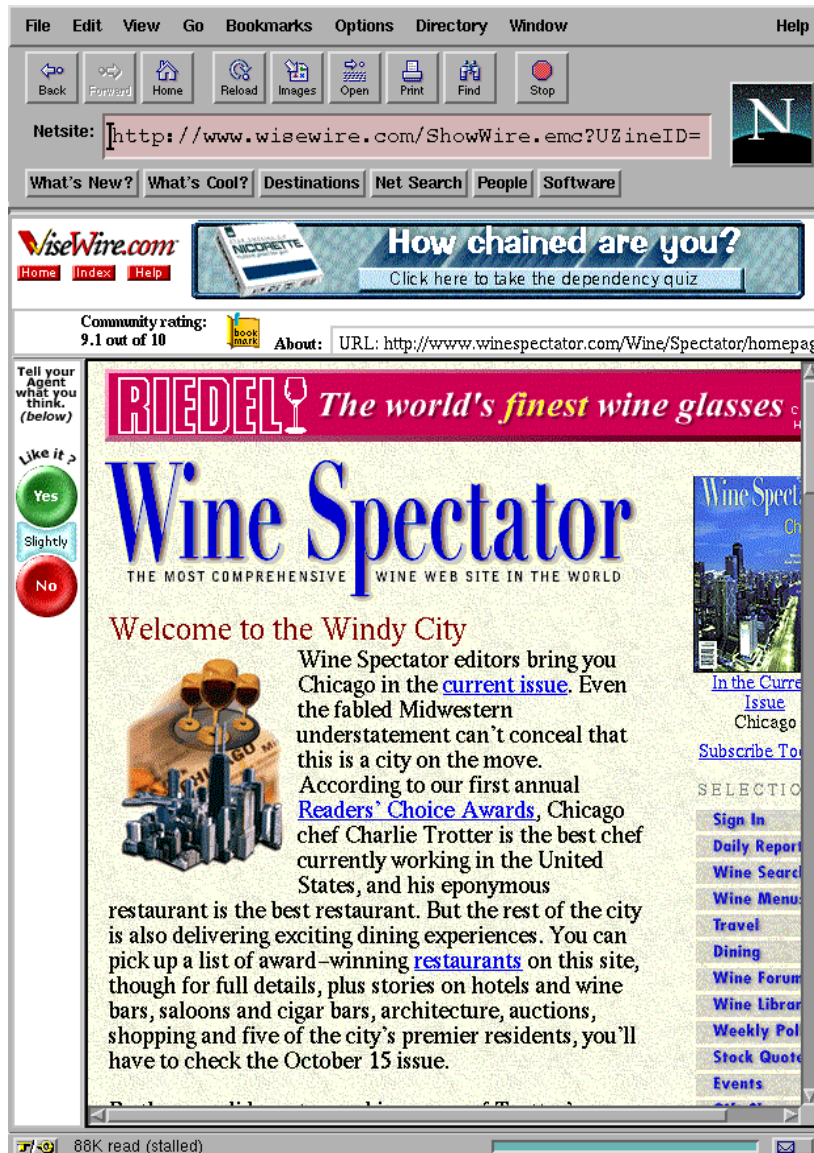 File Edit View Go Bookmarks Options Directory Window Help
Back Forward Home Reload Images Open Print Find Stop
Netsite: http://www.wisewire.com/ShowWire.emc?UZineID=
N
What's New? What's Cool? Destinations Net Search People Software
WiseWire.com
Home Index Help
NICORETTE
How chained are you?
Click here to take the dependency quiz
Community rating:
9.1 out of 10
book mark
About: URL: http://www.winespectator.com/Wine/Spectator/homepag
Tell your
Agent
what you
think.
(below)
Like it ?
Yes
Slightly
No
RIEDEL The world's finest wine glasses
Wine Spectator
THE MOST COMPREHENSIVE WINE WEB SITE IN THE WORLD
Welcome to the Windy City
CHICAGO
Wine Spectator editors bring you
Chicago in the current issue. Even
the fabled Midwestern
understatement can't conceal that
this is a city on the move.
According to our first annual
Readers' Choice Awards, Chicago
chef Charlie Trotter is the best chef
currently working in the United
States, and his eponymous
restaurant is the best restaurant. But the rest of the city
is also delivering exciting dining experiences. You can
pick up a list of award-winning restaurants on this site,
though for full details, plus stories on hotels and wine
bars, saloons and cigar bars, architecture, auctions,
shopping and five of the city's premier residents, you'll
have to check the October 15 issue.
Wine Spect
Ch
In the Curre
Issue
Chicago
Subscribe To
SELECTIO
Sign In
Daily Report
Wine Searc
Wine Menu
Travel
Dining
Wine Forum
Wine Librar
Weekly Pol
Stock Quote
Events
88K read (stalled)